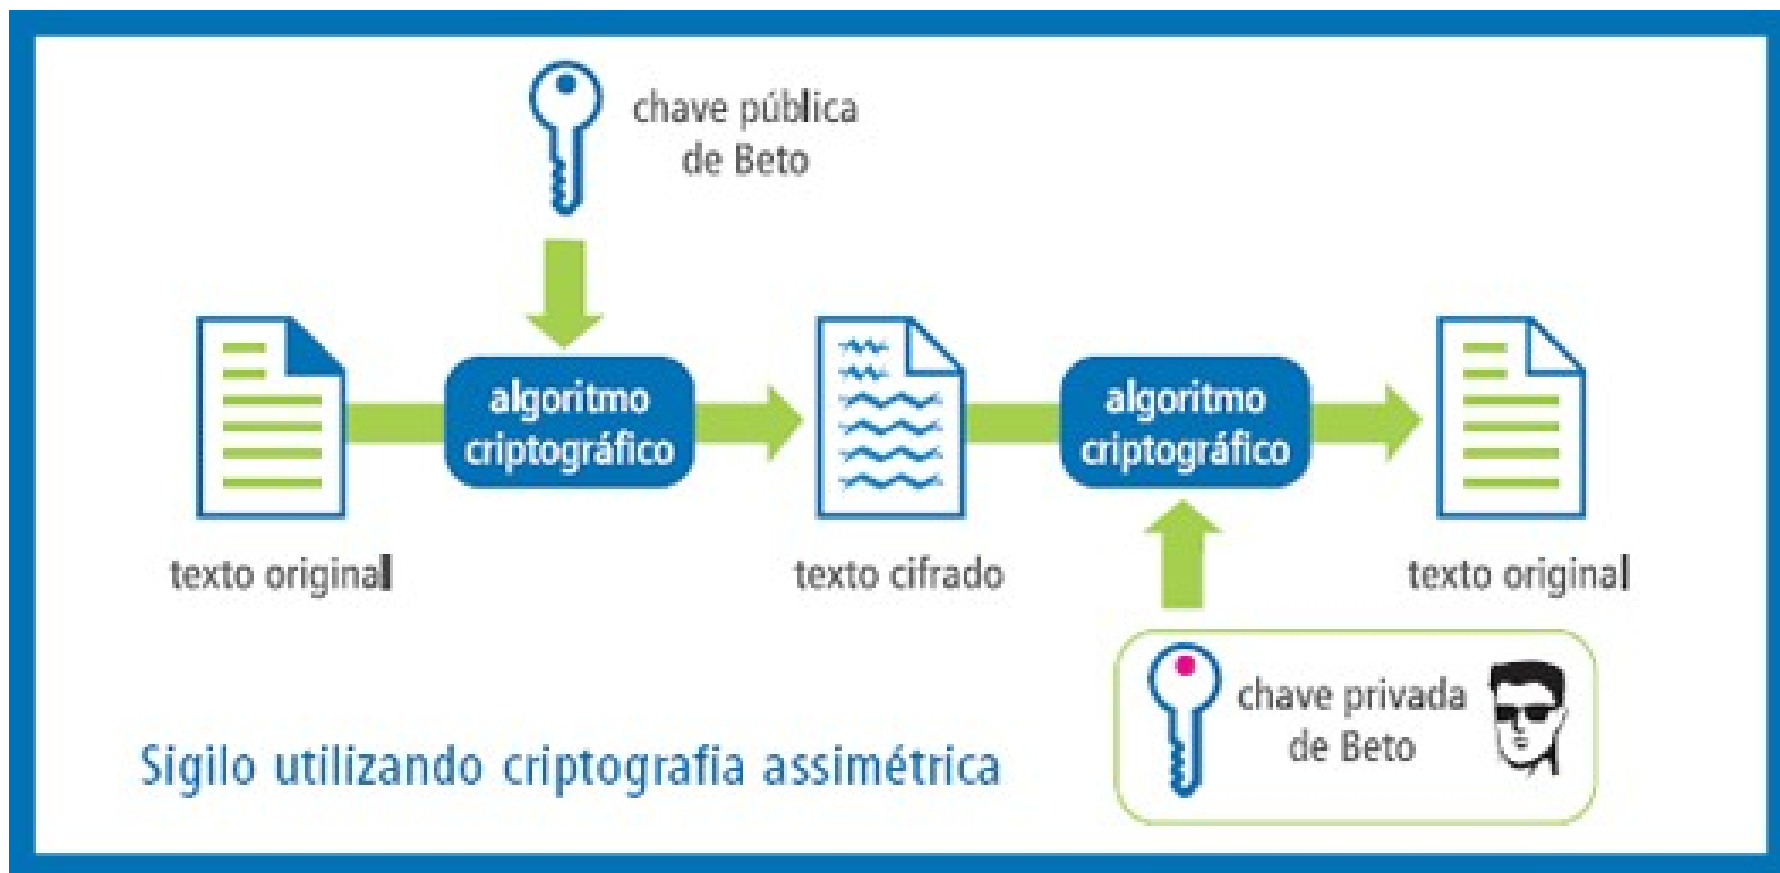 chave pública
de Beto
algoritmo
criptográfico
algoritmo
criptográfico
texto original
texto cifrado
texto original
chave privada
de Beto
Sigilo utilizando criptografia assimétrica